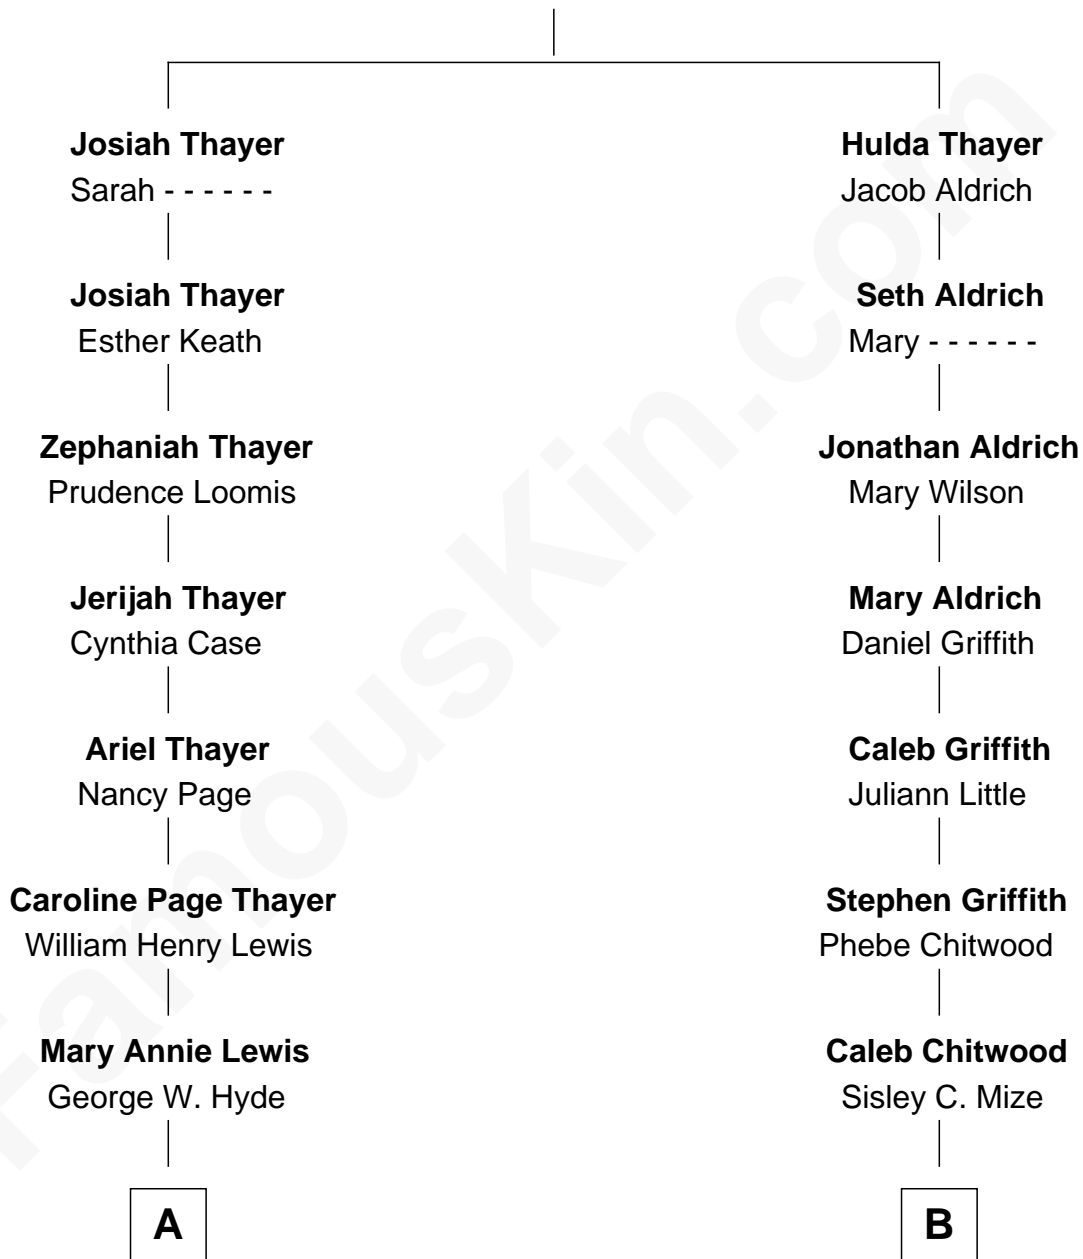 Josiah Thayer
Sarah - - - - - -
Josiah Thayer
Esther Keath
Zephaniah Thayer
Prudence Loomis
Jerijah Thayer
Cynthia Case
Ariel Thayer
Nancy Page
Caroline Page Thayer
William Henry Lewis
Mary Annie Lewis
George W. Hyde
A
Hulda Thayer
Jacob Aldrich
Seth Aldrich
Mary - - - - - -
Jonathan Aldrich
Mary Wilson
Mary Aldrich
Daniel Griffith
Caleb Griffith
Juliann Little
Stephen Griffith
Phebe Chitwood
Caleb Chitwood
Sisley C. Mize
B
FamousKin.com